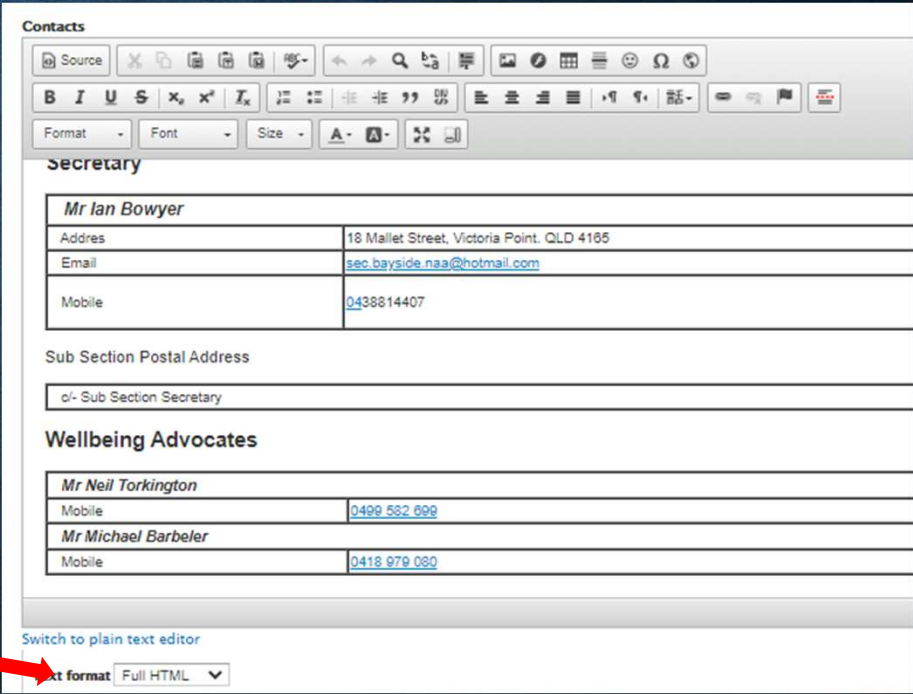 Contacts
Source
Format Font Size
Secretary
Mr Ian Bowyer
Addres 18 Mallet Street, Victoria Point. QLD 4165
Email sec.bayside.naa@hotmail.com
Mobile 0438814407
Sub Section Postal Address
c/- Sub Section Secretary
Wellbeing Advocates
Mr Neil Torkington
Mobile 0499 582 699
Mr Michael Barbeler
Mobile 0418 979 080
Switch to plain text editor
xt format Full HTML